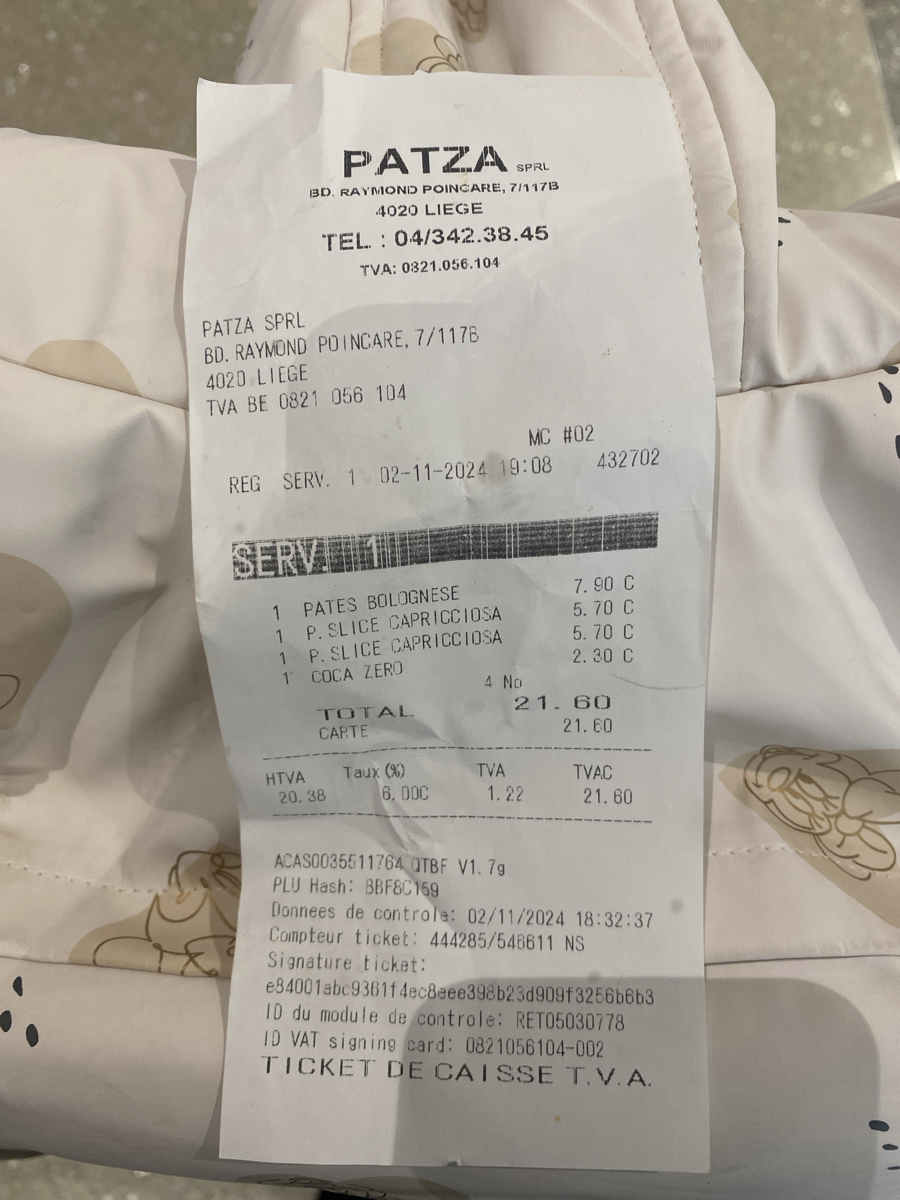 PATZA SPRL
BD. RAYMOND POINCARE, 7/117B
4020 LIEGE
TEL. : 04/342.38.45
TVA: 0821.056.104
PATZA SPRL
BD. RAYMOND POINCARE, 7/117B
4020 LIEGE
TVA BE 0821 056 104
MC #02
REG SERV. 1 02-11-2024 19:08 432702
SERV. 1
1 PATES BOLOGNESE 7.90 C
1 P. SLICE CAPRICCIOSA 5.70 C
1 P. SLICE CAPRICCIOSA 5.70 C
1 COCA ZERO 2.30 C
4 No
TOTAL 21.60
CARTE 21.60
HTVA Taux (%) TVA TVAC
20.38 6.00C 1.22 21.60
ACAS0035511764 QTBF V1.7g
PLU Hash: BBF8C159
Donnees de controle: 02/11/2024 18:32:37
Compteur ticket: 444285/546611 NS
Signature ticket:
e84001abc9361f4ec8eee398b23d909f3256b6b3
ID du module de controle: RET05030778
ID VAT signing card: 0821056104-002
TICKET DE CAISSE T.V.A.